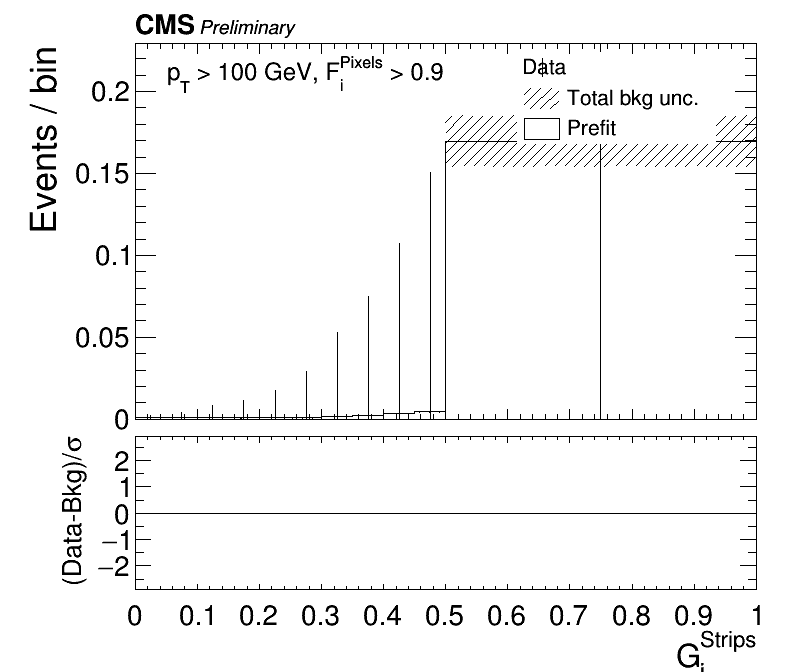 CMS Preliminary
p_T > 100 GeV, F_i^Pixels > 0.9
Data
Total bkg unc.
Prefit
Events / bin
0.2
0.15
0.1
0.05
0
(Data-Bkg)/σ
2
1
0
−1
−2
0 0.1 0.2 0.3 0.4 0.5 0.6 0.7 0.8 0.9 1
G_i^Strips